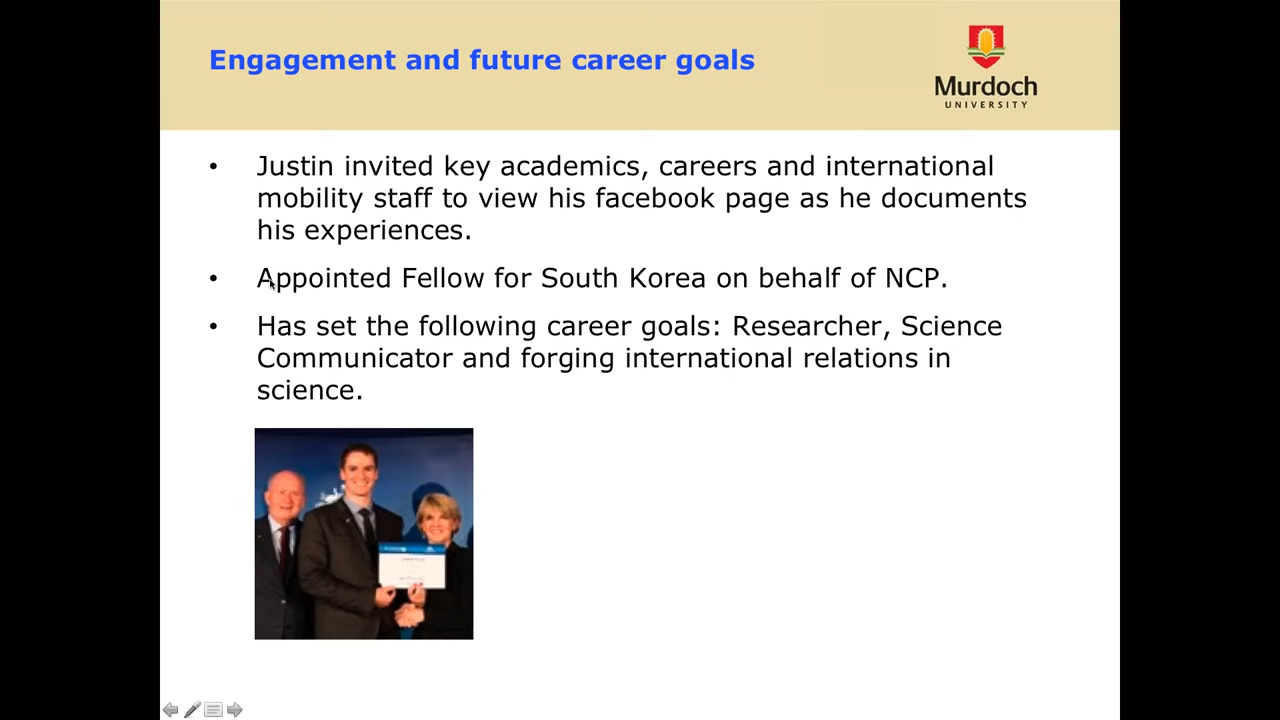 Engagement and future career goals
Murdoch
UNIVERSITY
• Justin invited key academics, careers and international
mobility staff to view his facebook page as he documents
his experiences.
• Appointed Fellow for South Korea on behalf of NCP.
• Has set the following career goals: Researcher, Science
Communicator and forging international relations in
science.